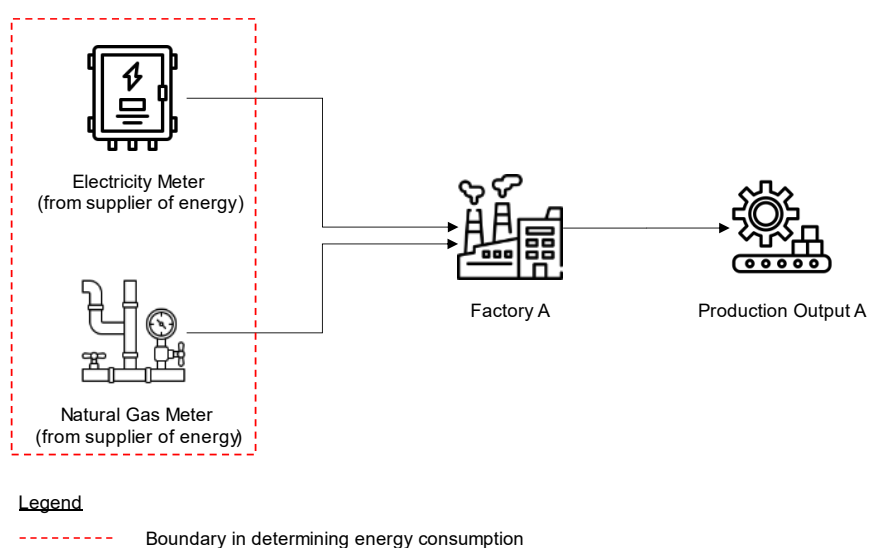 Electricity Meter
(from supplier of energy)
Factory A
Production Output A
Natural Gas Meter
(from supplier of energy)
Legend
Boundary in determining energy consumption